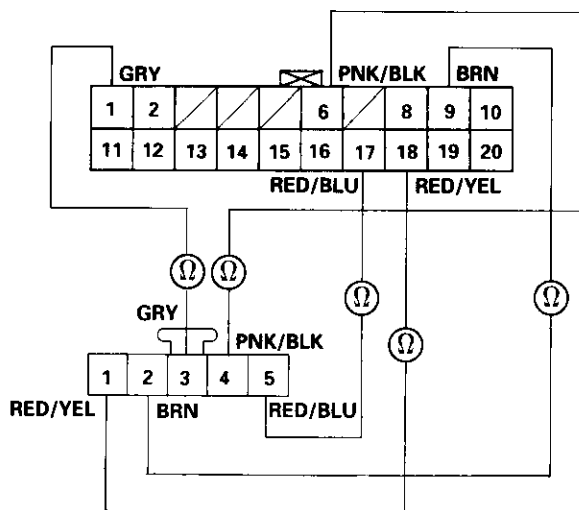 GRY PNK/BLK BRN
1 2 6 8 9 10
11 12 13 14 15 16 17 18 19 20
RED/BLU RED/YEL
Ω Ω Ω Ω
Ω
GRY
PNK/BLK
1 2 3 4 5
RED/YEL BRN RED/BLU